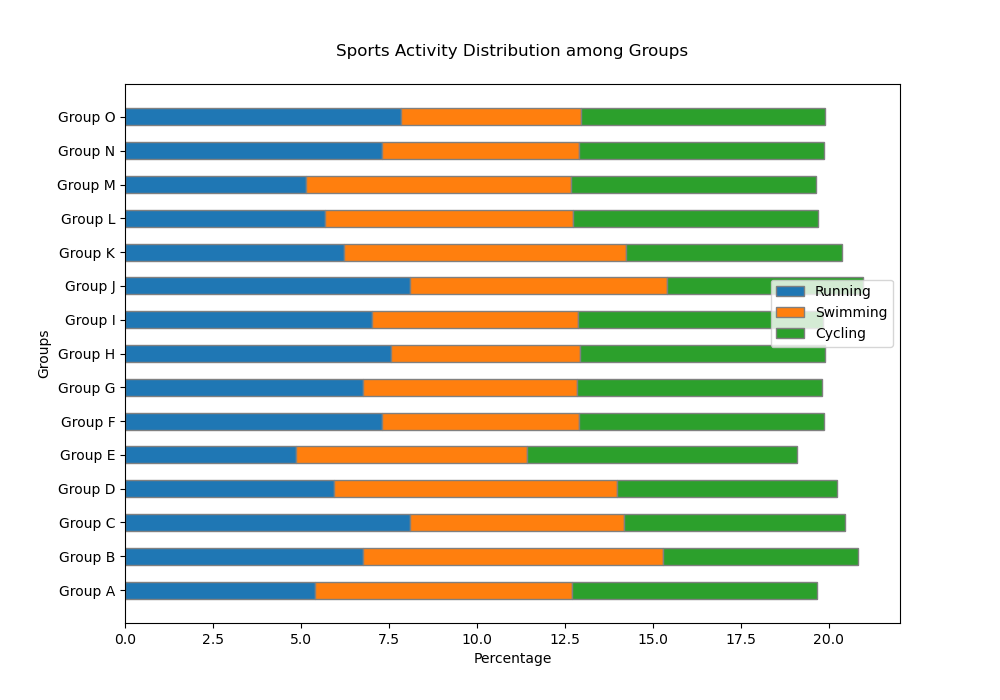 Sports Activity Distribution among Groups
Group O
Group N
Group M
Group L
Group K
Group J
Group I
Group H
Group G
Group F
Group E
Group D
Group C
Group B
Group A
Groups
Running
Swimming
Cycling
0.0 2.5 5.0 7.5 10.0 12.5 15.0 17.5 20.0
Percentage